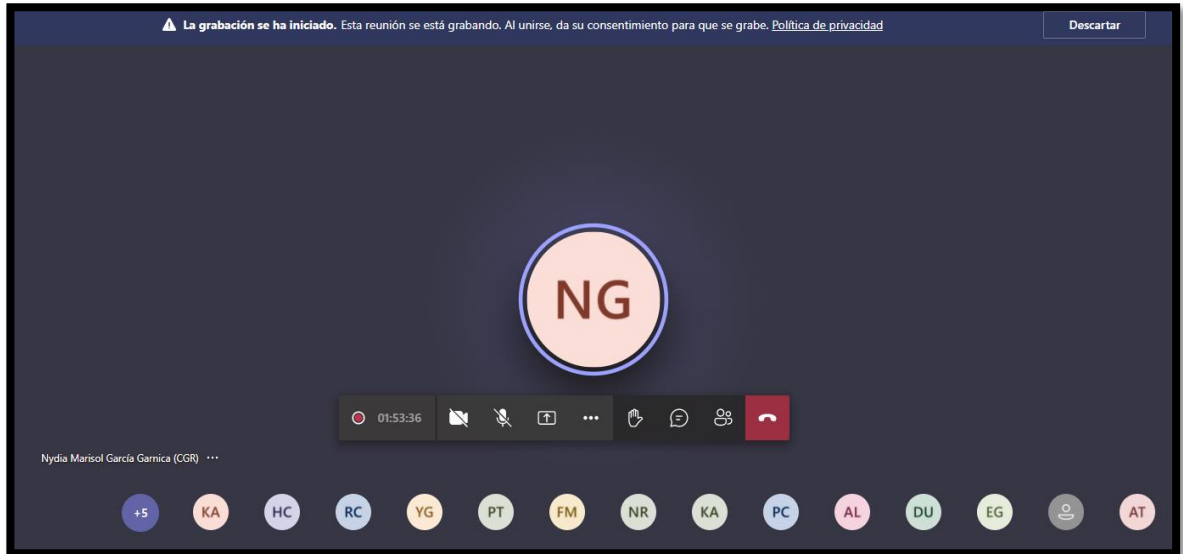 La grabación se ha iniciado. Esta reunión se está grabando. Al unirse, da su consentimiento para que se grabe. Política de privacidad Descartar
NG
01:53:36
Nydia Marisol García Garnica (CGR)
+5 KA HC RC YG PT FM NR KA PC AL DU EG AT